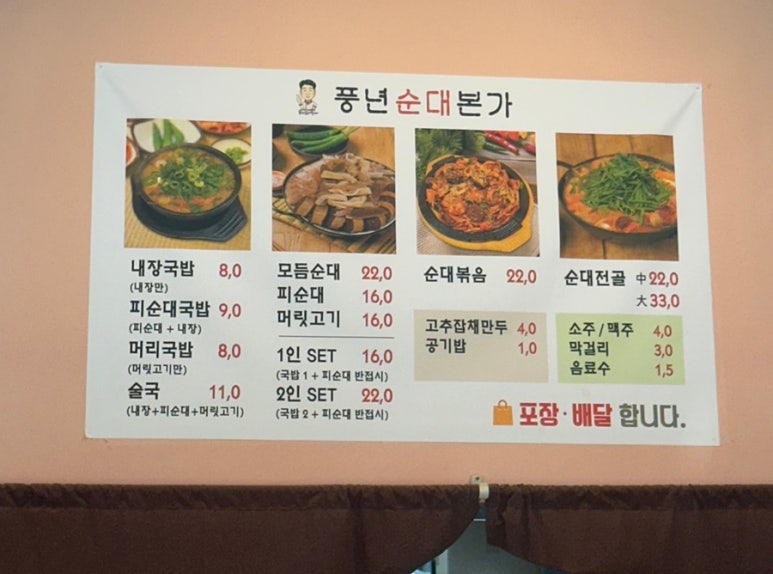 풍년순대본가
내장국밥 8,0
(내장만)
피순대국밥 9,0
(피순대 + 내장)
머리국밥 8,0
(머릿고기만)
술국 11,0
(내장+피순대+머릿고기)
모듬순대 22,0
피순대 16,0
머릿고기 16,0
1인 SET 16,0
(국밥 1 + 피순대 반접시)
2인 SET 22,0
(국밥 2 + 피순대 반접시)
순대볶음 22,0
고추잡채만두 4,0
공기밥 1,0
순대전골 中22,0
大33,0
소주 / 맥주 4,0
막걸리 3,0
음료수 1,5
포장·배달 합니다.